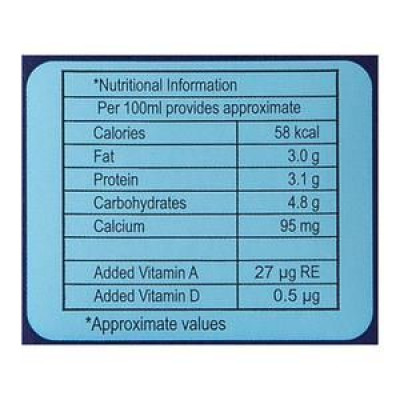 *Nutritional Information
Per 100ml provides approximate
Calories 58 kcal
Fat 3.0 g
Protein 3.1 g
Carbohydrates 4.8 g
Calcium 95 mg
Added Vitamin A 27 µg RE
Added Vitamin D 0.5 µg
*Approximate values